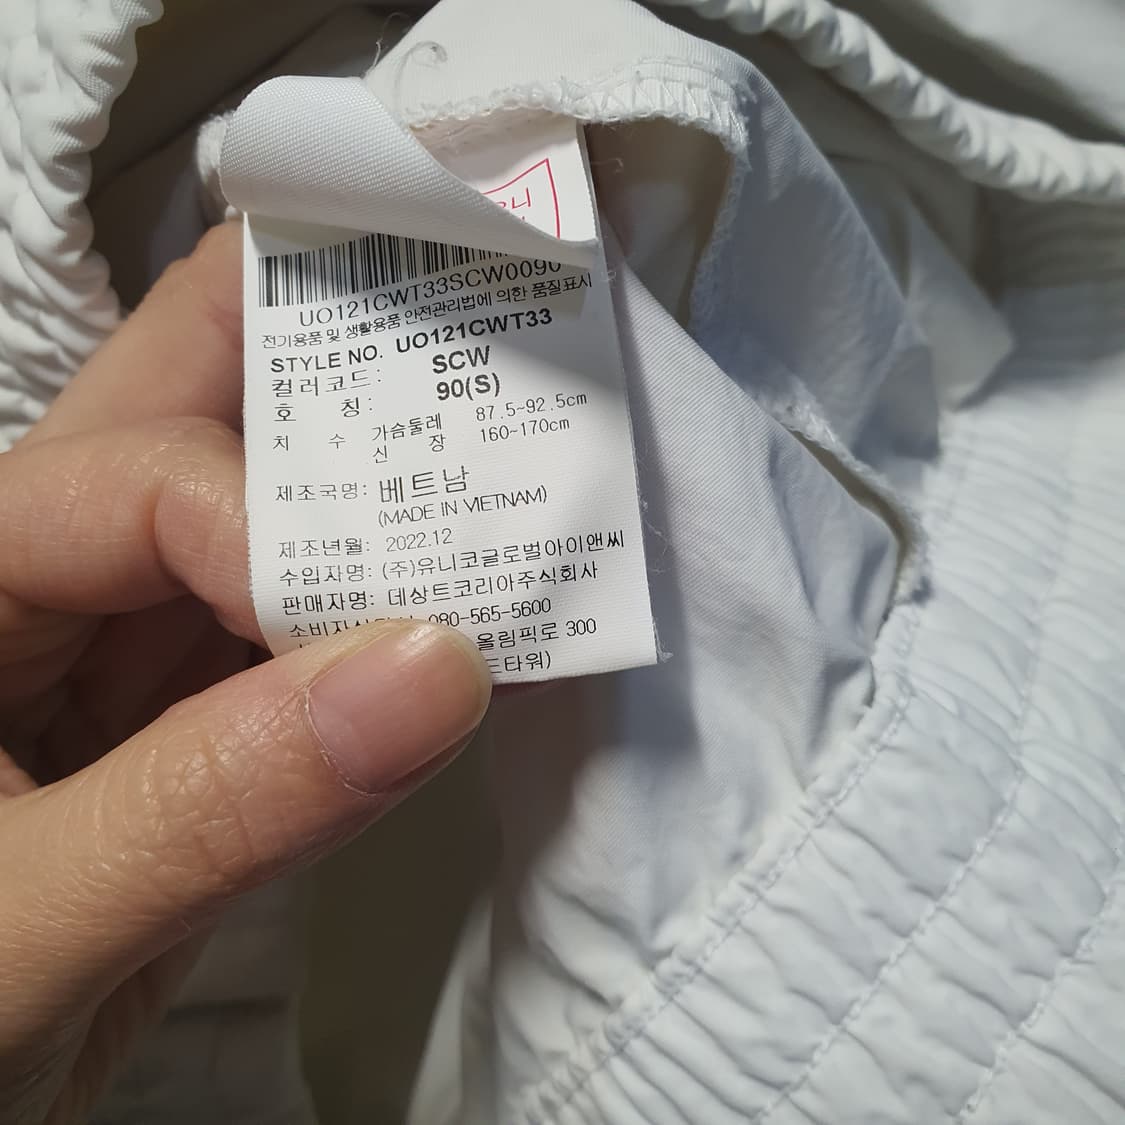 UO121CWT33SCW0090
전기용품 및 생활용품 안전관리법에 의한 품질표시
STYLE NO. UO121CWT33
컬러코드: SCW
호 칭: 90(S)
치 수 가슴둘레 87.5~92.5cm
신 장 160~170cm
제조국명: 베트남
(MADE IN VIETNAM)
제조년월: 2022.12
수입자명: (주)유니코글로벌아이앤씨
판매자명: 데상트코리아주식회사
080-565-5600
올림픽로 300